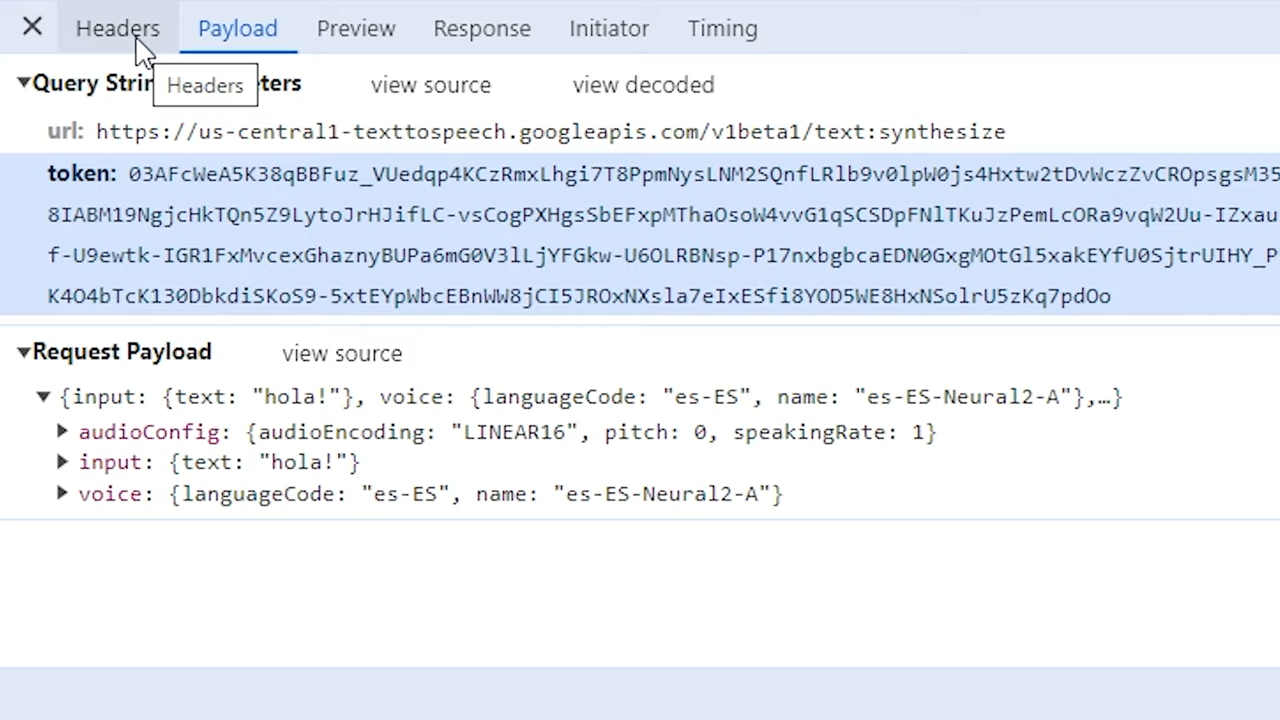 Headers Payload Preview Response Initiator Timing
Query Strin ters view source view decoded
Headers
url: https://us-central1-texttospeech.googleapis.com/v1beta1/text:synthesize
token: 03AFcWeA5K38qBBFuz_VUedqp4KCzRmxLhgi7T8PpmNysLNM2SQnfLRlb9v0lpW0js4Hxtw2tDvWczZvCROpsgsM35
8IABM19NgjcHkTQn5Z9LytoJrHJifLC-vsCogPXHgsSbEFxpMThaOsoW4vvG1qSCSDpFNlTKuJzPemLcORa9vqW2Uu-IZxau
f-U9ewtk-IGR1FxMvcexGhaznyBUPa6mG0V3lLjYFGkw-U6OLRBNsp-P17nxbgbcaEDN0GxgMOtGl5xakEYfU0SjtrUIHY_P
K4O4bTcK130DbkdiSKoS9-5xtEYpWbcEBnWW8jCI5JROxNXsla7eIxESfi8YOD5WE8HxNSolrU5zKq7pdOo
Request Payload view source
{input: {text: "hola!"}, voice: {languageCode: "es-ES", name: "es-ES-Neural2-A"},…}
audioConfig: {audioEncoding: "LINEAR16", pitch: 0, speakingRate: 1}
input: {text: "hola!"}
voice: {languageCode: "es-ES", name: "es-ES-Neural2-A"}